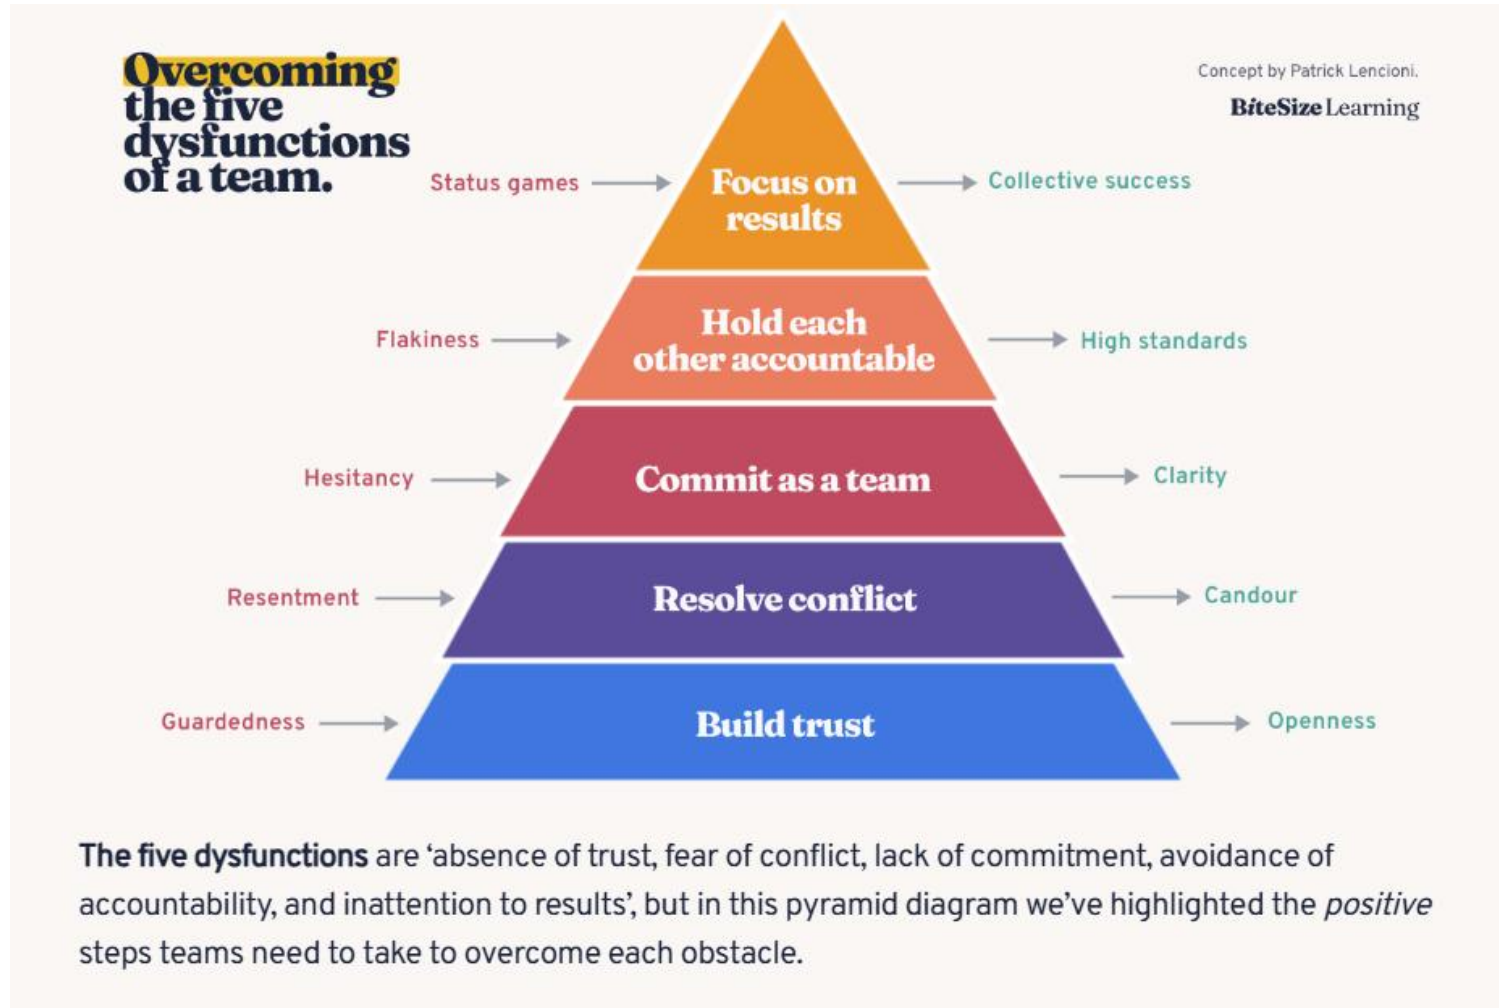 Overcoming
the five
dysfunctions
of a team.
Concept by Patrick Lencioni.
BiteSize Learning
Status games
Focus on
results
Collective success
Flakiness
Hold each
other accountable
High standards
Hesitancy
Commit as a team
Clarity
Resentment
Resolve conflict
Candour
Guardedness
Build trust
Openness
The five dysfunctions are ‘absence of trust, fear of conflict, lack of commitment, avoidance of
accountability, and inattention to results’, but in this pyramid diagram we’ve highlighted the positive
steps teams need to take to overcome each obstacle.